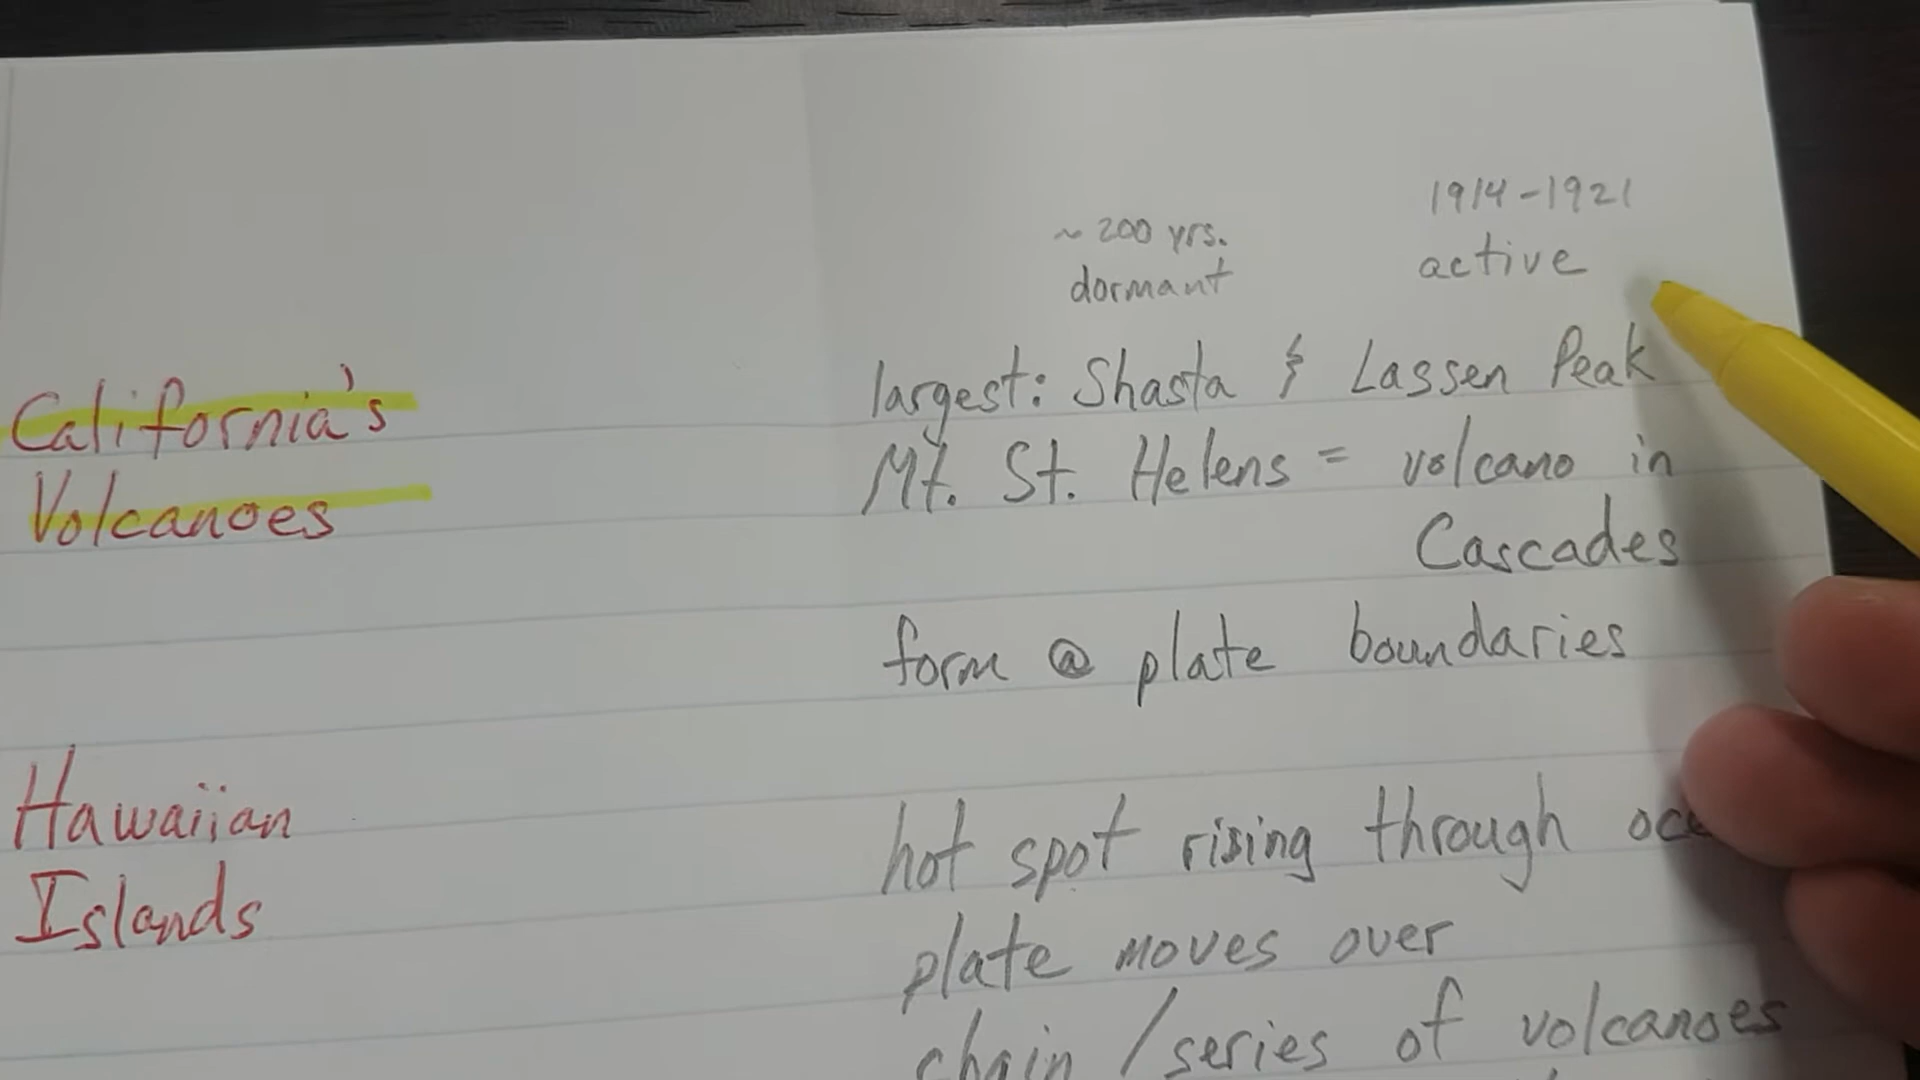 1914-1921
~ 200 yrs.
active
dormant
largest: Shasta & Lassen Peak
California's
Mt. St. Helens = volcano in
Volcanoes
Cascades
form @ plate boundaries
Hawaiian
hot spot rising through
Islands
plate moves over
chain/series of volcanoes